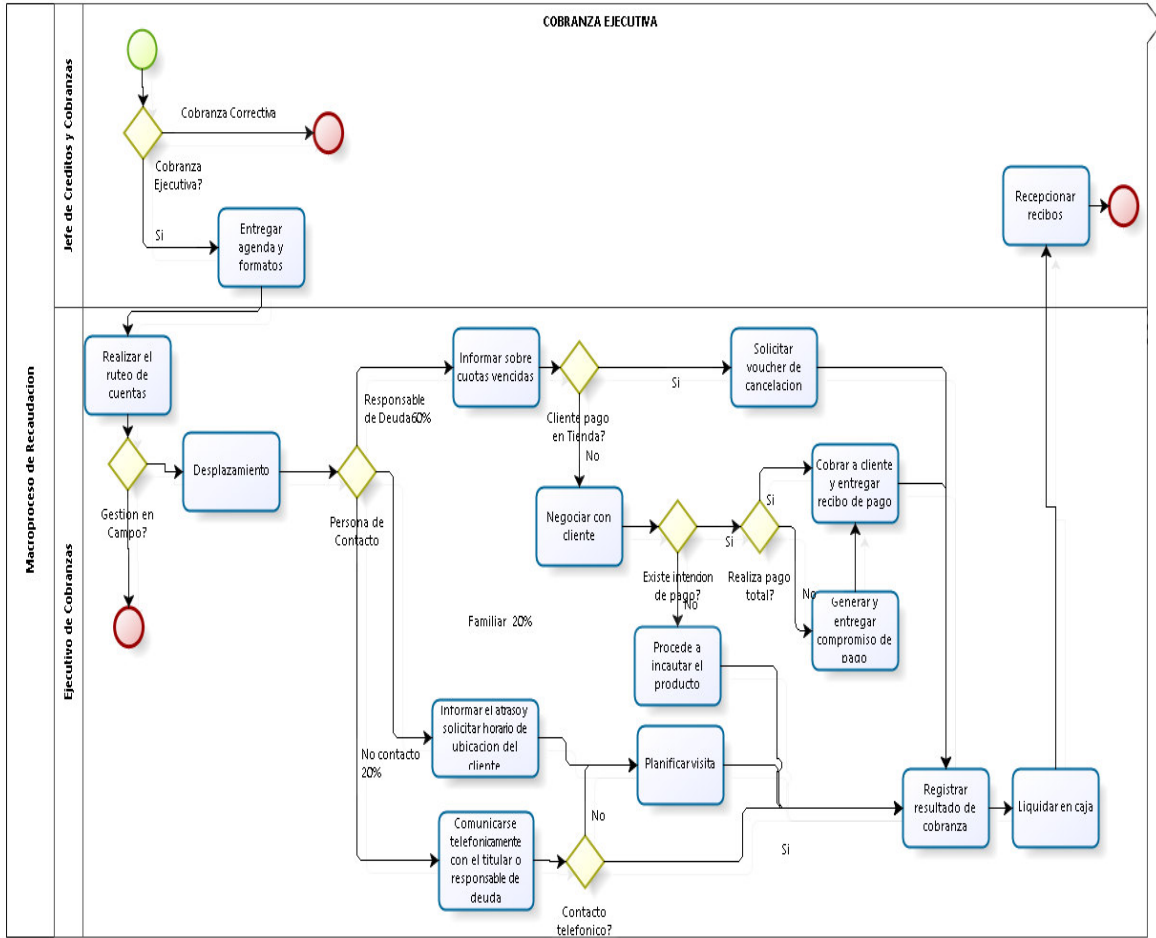 COBRANZA EJECUTIVA
Macroproceso de Recaudacion
Jefe de Creditos y Cobranzas
Cobranza Correctiva
Cobranza
Ejecutiva?
Si
Entregar
agenda y
formatos
Recepcionar
recibos
Ejecutivo de Cobranzas
Realizar el
ruteo de
cuentas
Gestion en
Campo?
Desplazamiento
Persona de
Contacto
Responsable
de Deuda60%
Informar sobre
cuotas vencidas
Cliente pago
en Tienda?
Si
Solicitar
voucher de
cancelacion
No
Negociar con
cliente
Existe intencion
de pago?
Si
No
Realiza pago
total?
Si
No
Cobrar a cliente
y entregar
recibo de pago
Generar y
entregar
compromiso de
pago
Familiar 20%
Procede a
incautar el
producto
Informar el atraso y
solicitar horario de
ubicacion del
cliente
No contacto
20%
Planificar visita
No
Comunicarse
telefonicamente
con el titular o
responsable de
deuda
Contacto
telefonico?
Si
Registrar
resultado de
cobranza
Liquidar en caja